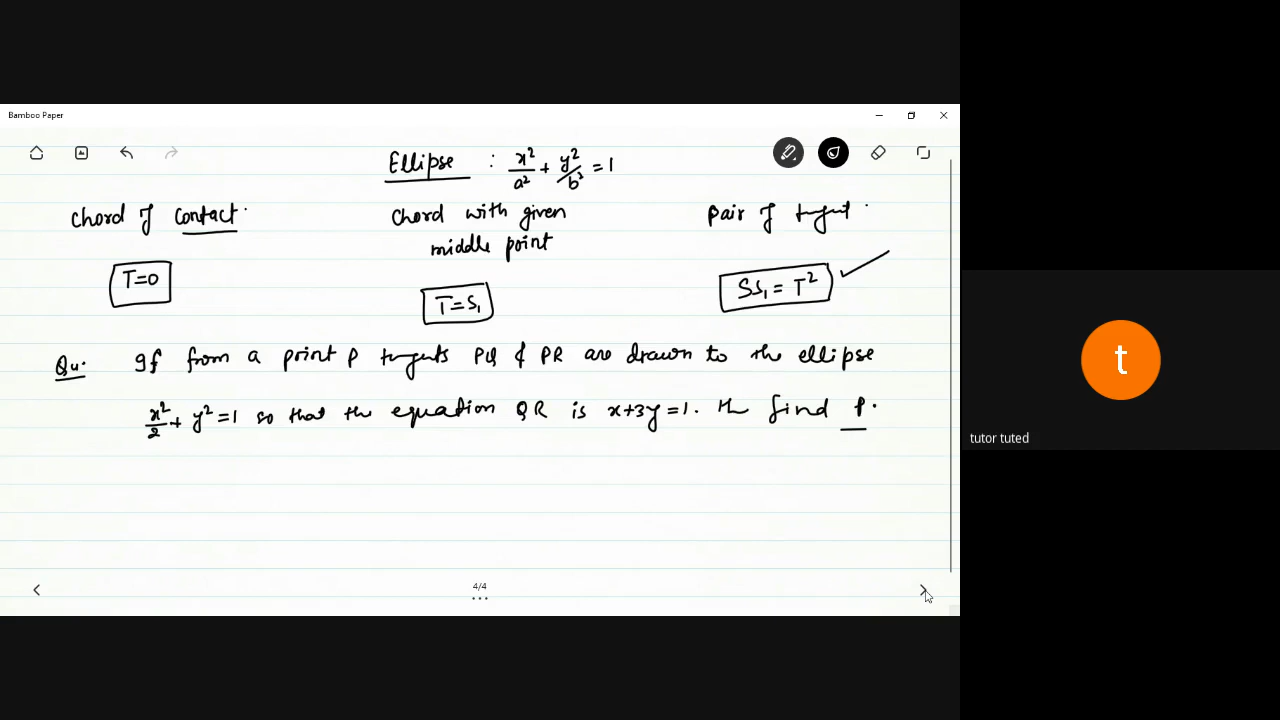 Bamboo Paper
Ellipse : x²/a² + y²/b² = 1
Chord of Contact.
Chord with given
middle point
Pair of tangent.
T=0
T=S₁
SS₁ = T²
Qu. If from a point P tangents PQ & PR are drawn to the ellipse
x²/2 + y² = 1 so that the equation QR is x+3y=1. th find P.
4/4
t
tutor tuted